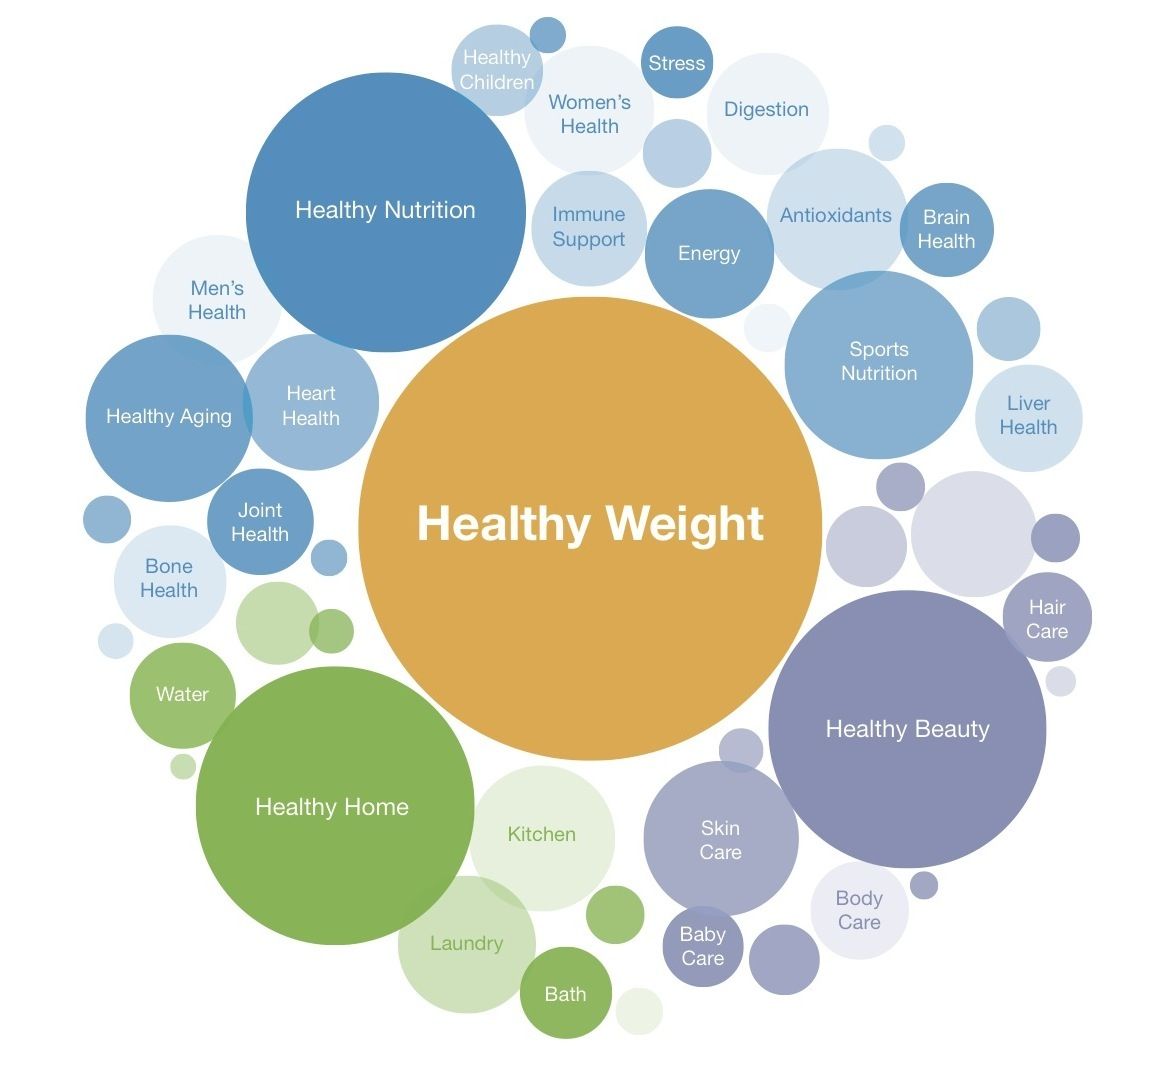 Healthy
Children
Women's
Health
Stress
Digestion
Healthy Nutrition
Immune
Support
Energy
Antioxidants
Brain
Health
Men's
Health
Sports
Nutrition
Healthy Aging
Heart
Health
Liver
Health
Joint
Health
Healthy Weight
Bone
Health
Hair
Care
Water
Healthy Beauty
Healthy Home
Kitchen
Skin
Care
Body
Care
Laundry
Baby
Care
Bath